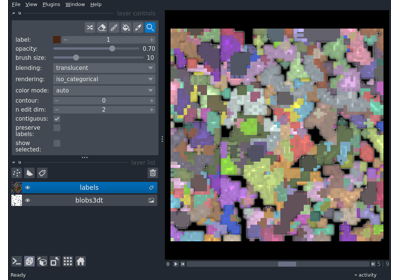 File View Plugins Window Help
layer controls
label: 1
opacity: 0.70
brush size: 10
blending: translucent
rendering: iso_categorical
color mode: auto
contour: 0
n edit dim: 2
contiguous:
preserve
labels:
show
selected:
layer list
labels
blobs3dt
Ready
activity